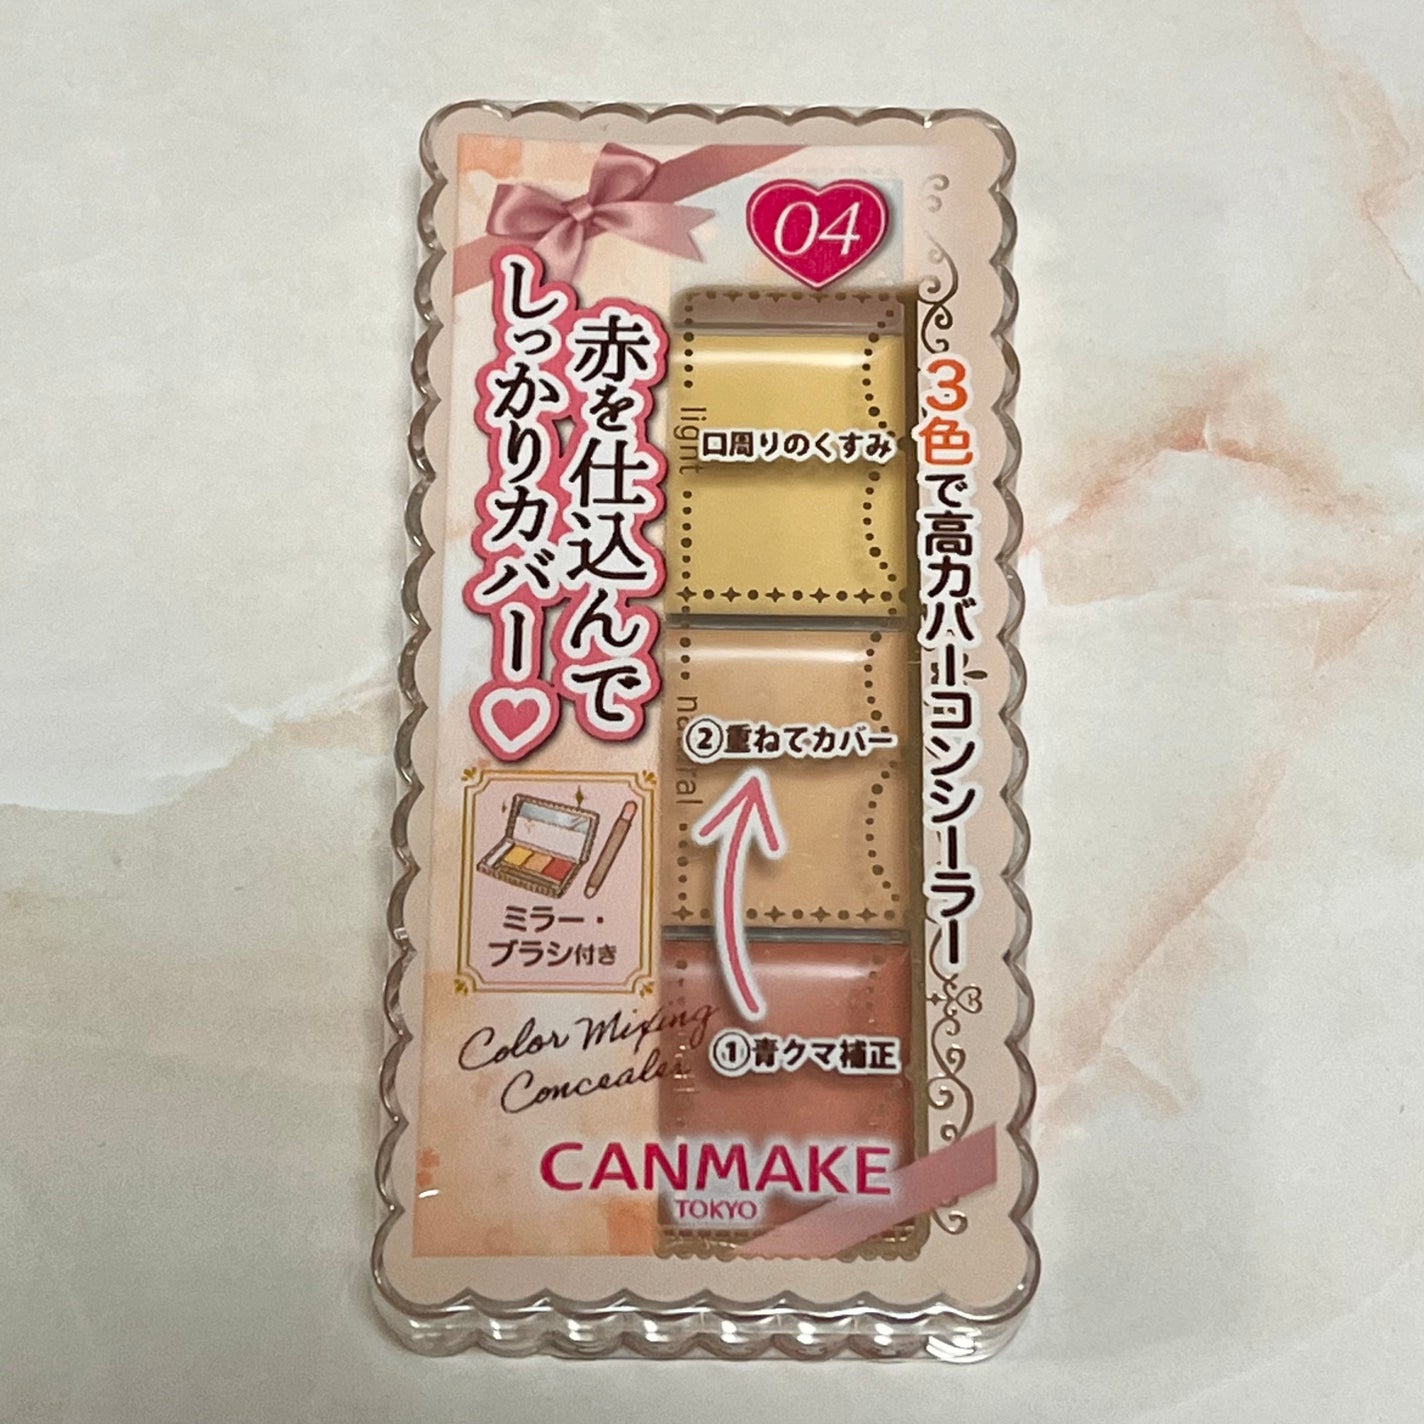 04
赤を仕込んで
しっかりカバー♡
3色で高カバーコンシーラー
light
口周りのくすみ
natural
②重ねてカバー
①青クマ補正
ミラー・
ブラシ付き
Color Mixing
Concealer
CANMAKE
TOKYO